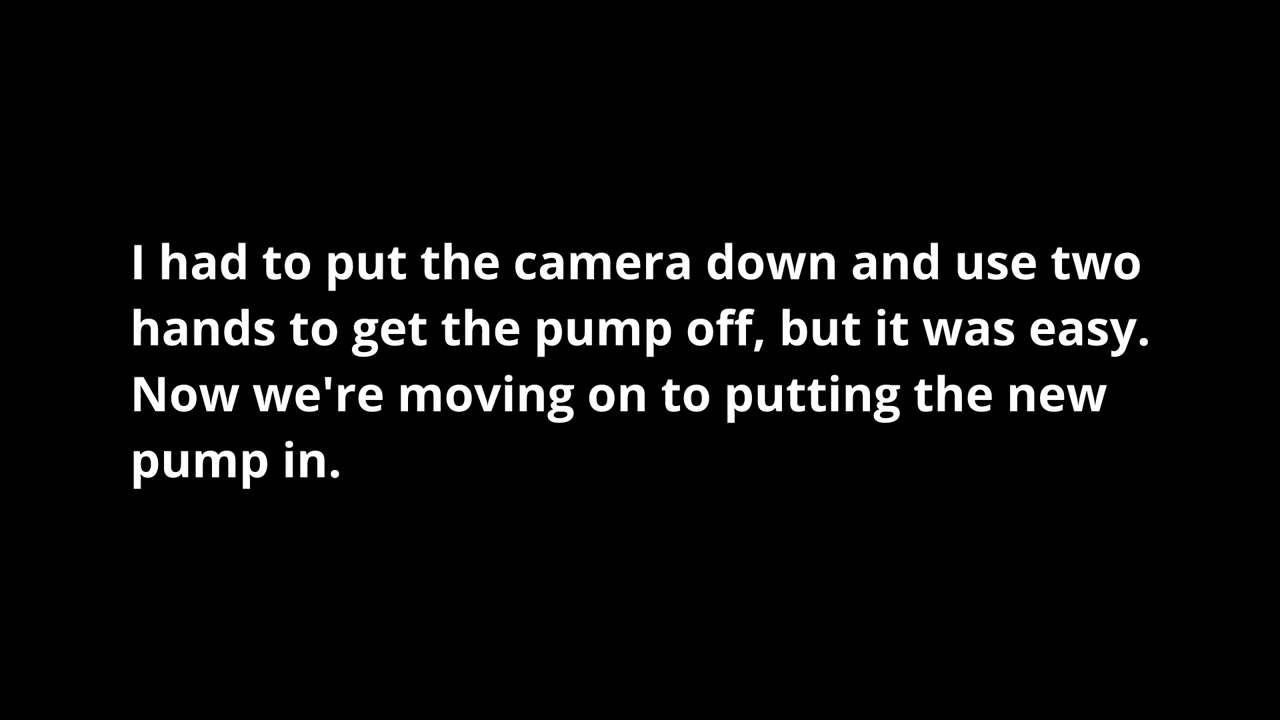 I had to put the camera down and use two
hands to get the pump off, but it was easy.
Now we're moving on to putting the new
pump in.